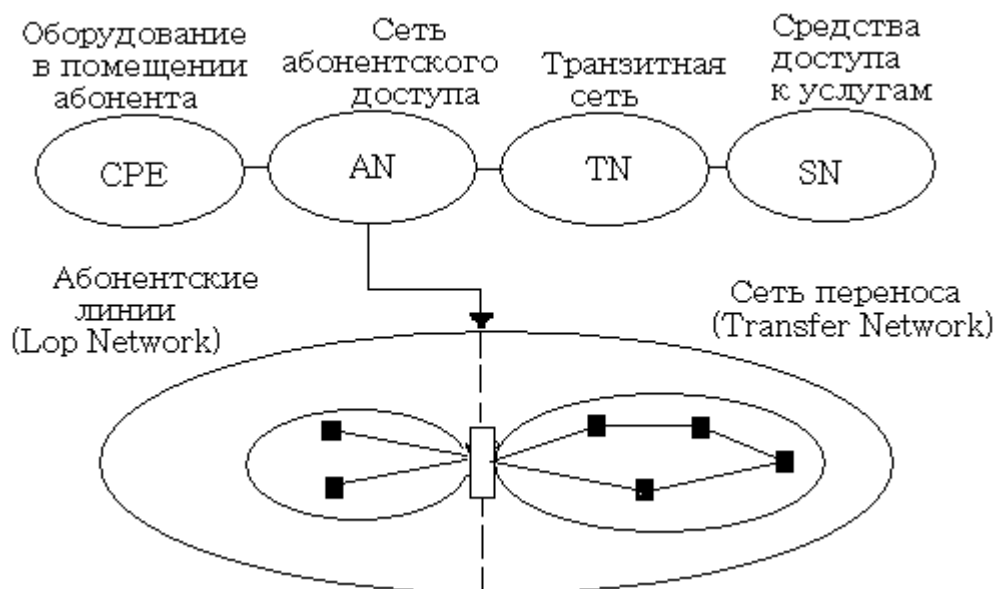 Оборудование
в помещении
абонента
Сеть
абонентского
доступа
Транзитная
сеть
Средства
доступа
к услугам
CPE
AN
TN
SN
Абонентские
линии
(Lop Network)
Сеть переноса
(Transfer Network)